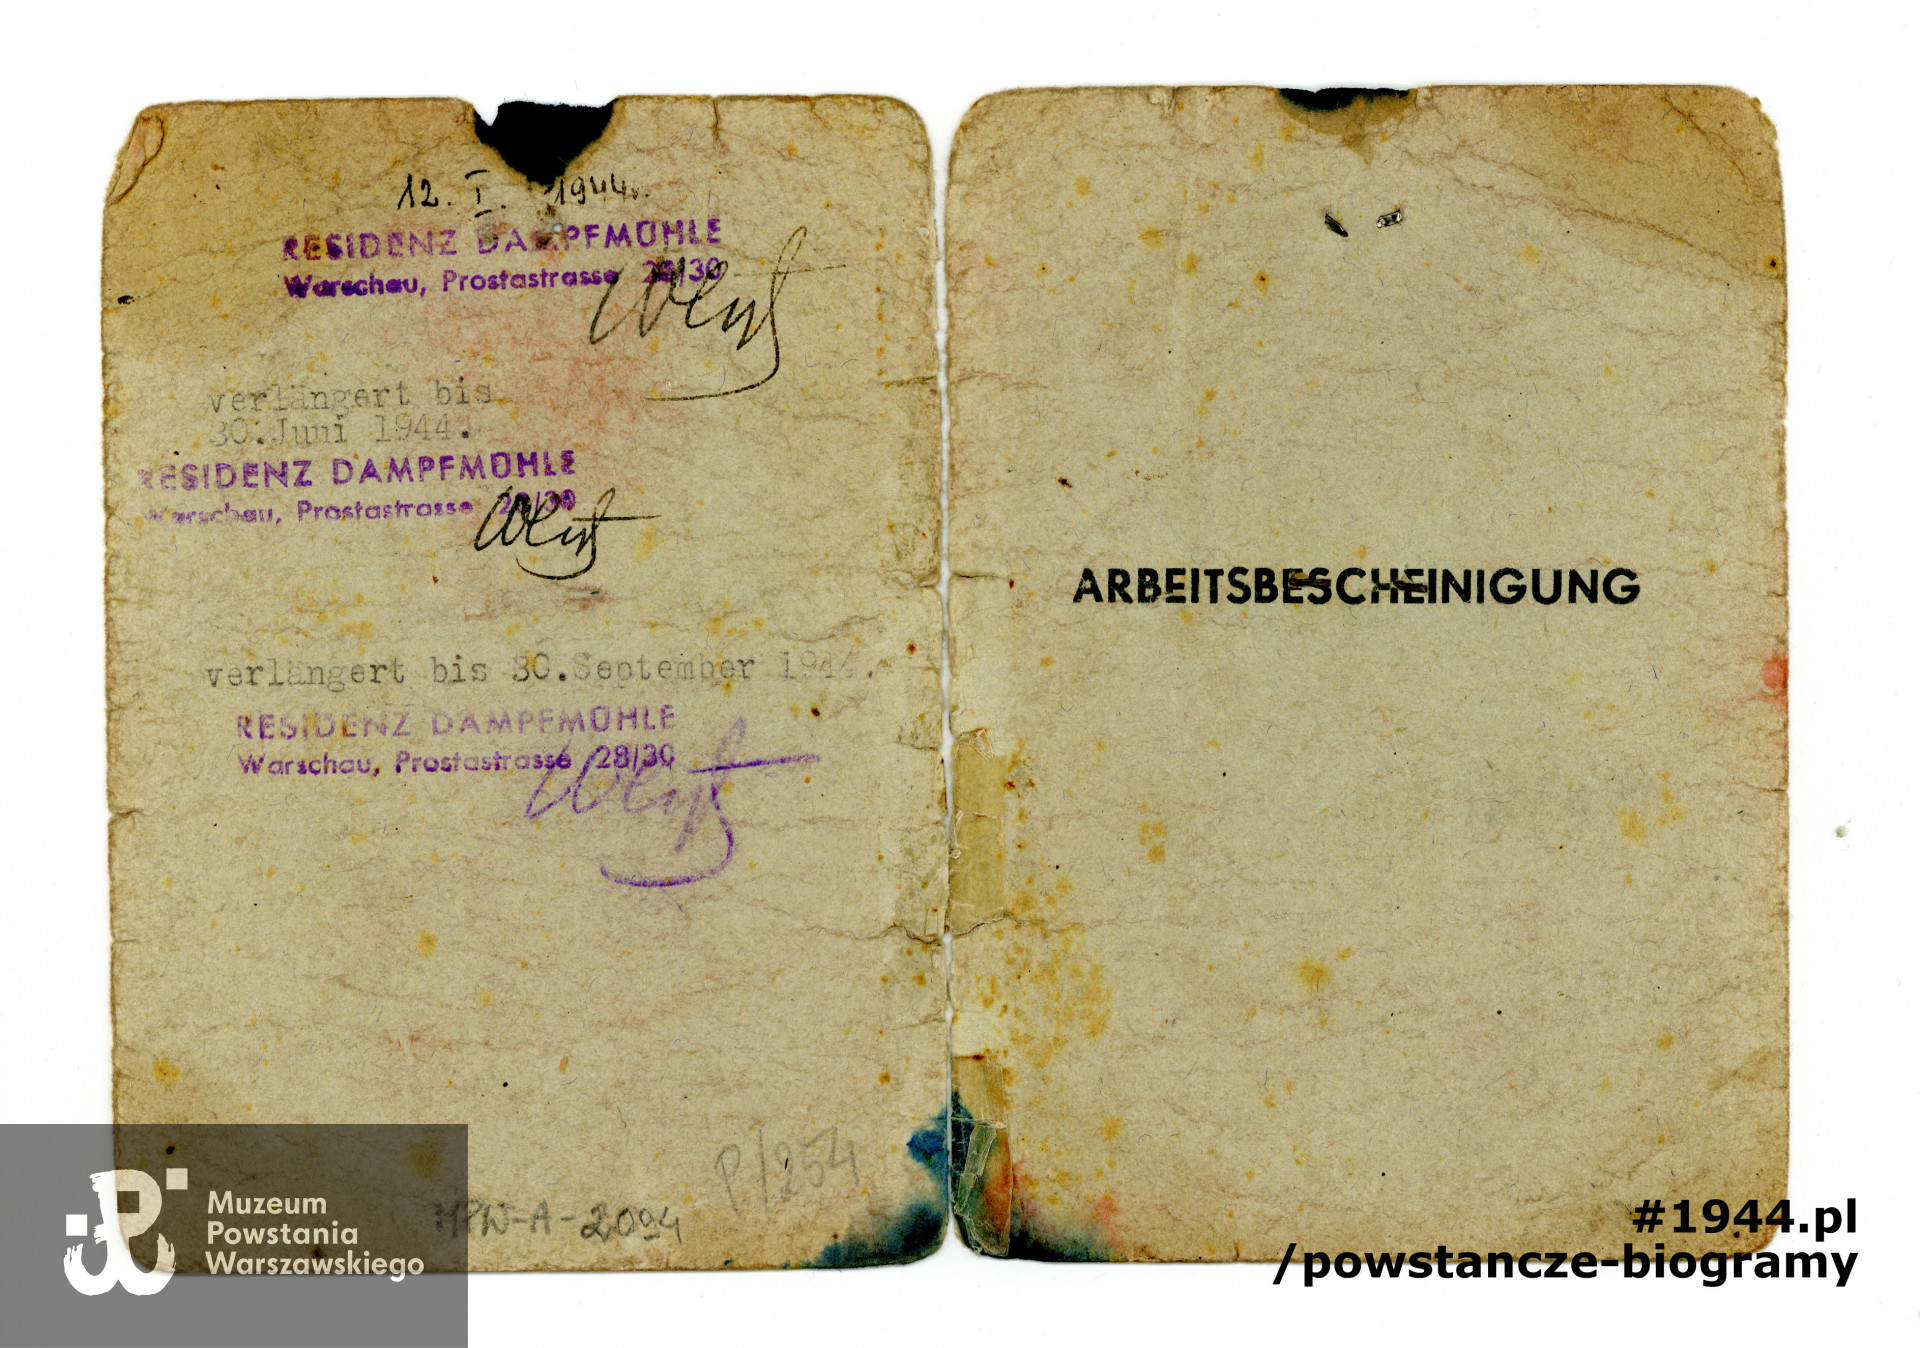 12. I. 1944.
RESIDENZ DAMPFMÜHLE
Warschau, Prostastrasse 28/30
verlängert bis
30.Juni 1944.
RESIDENZ DAMPFMÜHLE
Warschau, Prostastrasse 28/30
verlängert bis 30.September 1944.
RESIDENZ DAMPFMÜHLE
Warschau, Prostastrasse 28/30
P/254
MPW-A-2094
ARBEITSBESCHEINIGUNG
Muzeum
Powstania
Warszawskiego
#1944.pl
/powstancze-biogramy